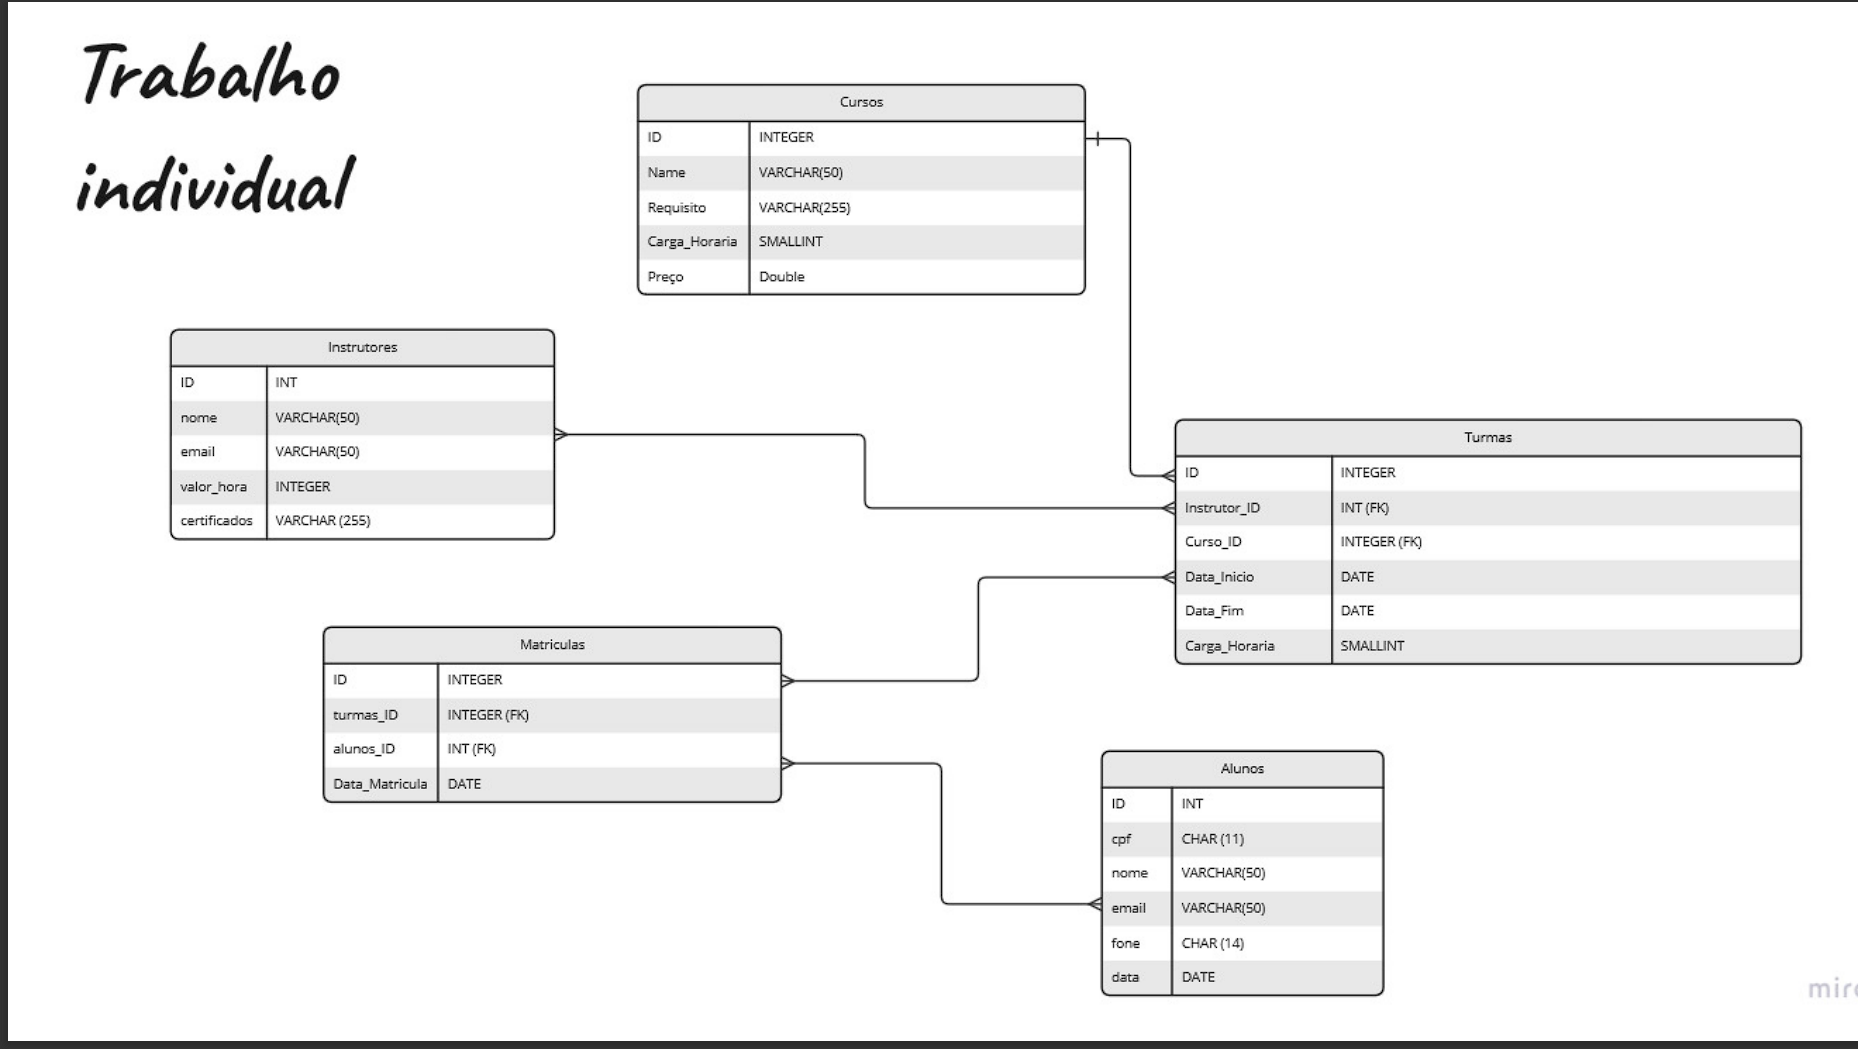 Trabalho
individual
Cursos
ID INTEGER
Name VARCHAR(50)
Requisito VARCHAR(255)
Carga_Horaria SMALLINT
Preço Double
Instrutores
ID INT
nome VARCHAR(50)
email VARCHAR(50)
valor_hora INTEGER
certificados VARCHAR (255)
Turmas
ID INTEGER
Instrutor_ID INT (FK)
Curso_ID INTEGER (FK)
Data_Inicio DATE
Data_Fim DATE
Carga_Horaria SMALLINT
Matriculas
ID INTEGER
turmas_ID INTEGER (FK)
alunos_ID INT (FK)
Data_Matricula DATE
Alunos
ID INT
cpf CHAR (11)
nome VARCHAR(50)
email VARCHAR(50)
fone CHAR (14)
data DATE